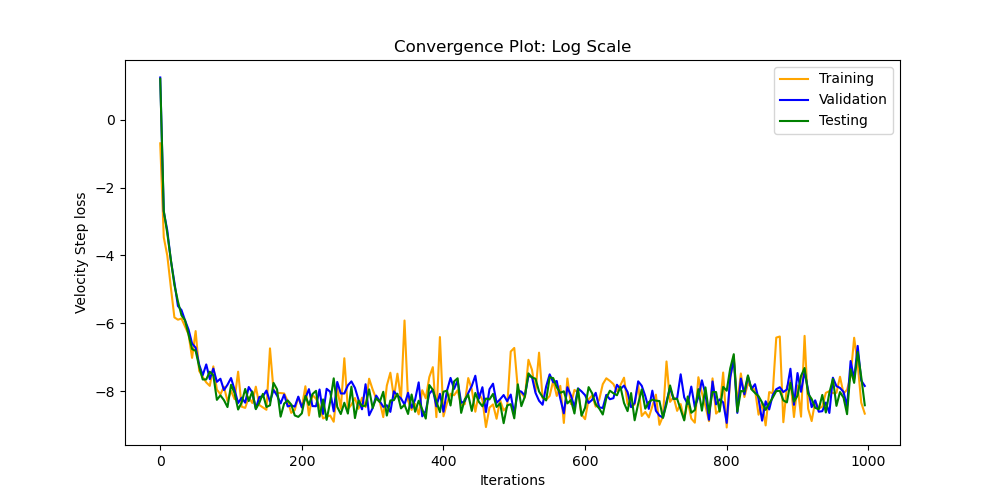 Convergence Plot: Log Scale
Training
Validation
Testing
Velocity Step loss
0
−2
−4
−6
−8
0
200
400
600
800
1000
Iterations